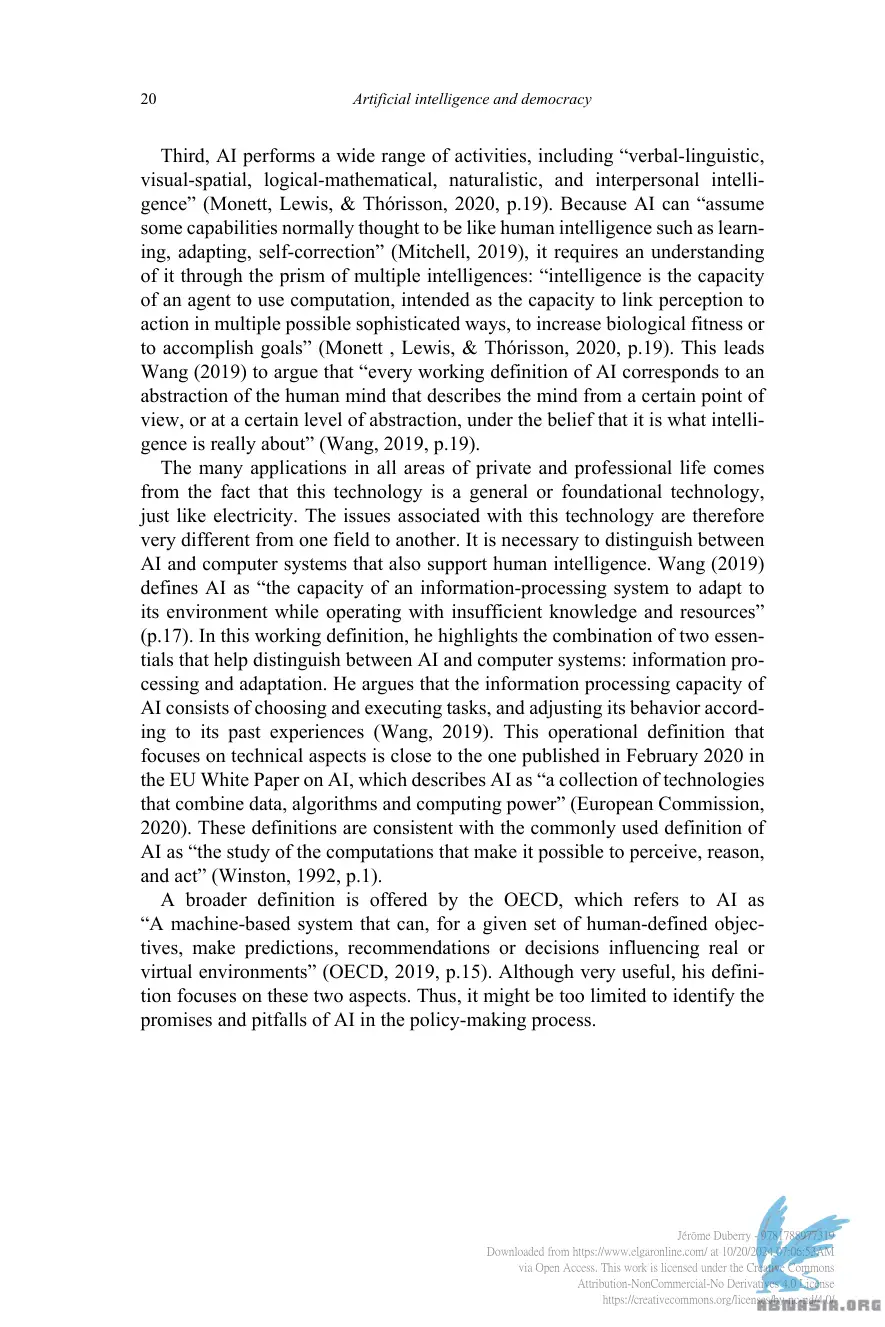 20 Artificial intelligence and democracy
Third, AI performs a wide range of activities, including “verbal-linguistic,
visual-spatial, logical-mathematical, naturalistic, and interpersonal intelli-
gence” (Monett, Lewis, & Thórisson, 2020, p.19). Because AI can “assume
some capabilities normally thought to be like human intelligence such as learn-
ing, adapting, self-correction” (Mitchell, 2019), it requires an understanding
of it through the prism of multiple intelligences: “intelligence is the capacity
of an agent to use computation, intended as the capacity to link perception to
action in multiple possible sophisticated ways, to increase biological fitness or
to accomplish goals” (Monett , Lewis, & Thórisson, 2020, p.19). This leads
Wang (2019) to argue that “every working definition of AI corresponds to an
abstraction of the human mind that describes the mind from a certain point of
view, or at a certain level of abstraction, under the belief that it is what intelli-
gence is really about” (Wang, 2019, p.19).
The many applications in all areas of private and professional life comes
from the fact that this technology is a general or foundational technology,
just like electricity. The issues associated with this technology are therefore
very different from one field to another. It is necessary to distinguish between
AI and computer systems that also support human intelligence. Wang (2019)
defines AI as “the capacity of an information-processing system to adapt to
its environment while operating with insufficient knowledge and resources”
(p.17). In this working definition, he highlights the combination of two essen-
tials that help distinguish between AI and computer systems: information pro-
cessing and adaptation. He argues that the information processing capacity of
AI consists of choosing and executing tasks, and adjusting its behavior accord-
ing to its past experiences (Wang, 2019). This operational definition that
focuses on technical aspects is close to the one published in February 2020 in
the EU White Paper on AI, which describes AI as “a collection of technologies
that combine data, algorithms and computing power” (European Commission,
2020). These definitions are consistent with the commonly used definition of
AI as “the study of the computations that make it possible to perceive, reason,
and act” (Winston, 1992, p.1).
A broader definition is offered by the OECD, which refers to AI as
“A machine-based system that can, for a given set of human-defined objec-
tives, make predictions, recommendations or decisions influencing real or
virtual environments” (OECD, 2019, p.15). Although very useful, his defini-
tion focuses on these two aspects. Thus, it might be too limited to identify the
promises and pitfalls of AI in the policy-making process.
Jérôme Duberry - 9781788977319
Downloaded from https://www.elgaronline.com/ at 10/20/2024 07:06:52AM
via Open Access. This work is licensed under the Creative Commons
Attribution-NonCommercial-No Derivatives 4.0 License
https://creativecommons.org/licenses/by-nc-nd/4.0/
ABNASIA.ORG